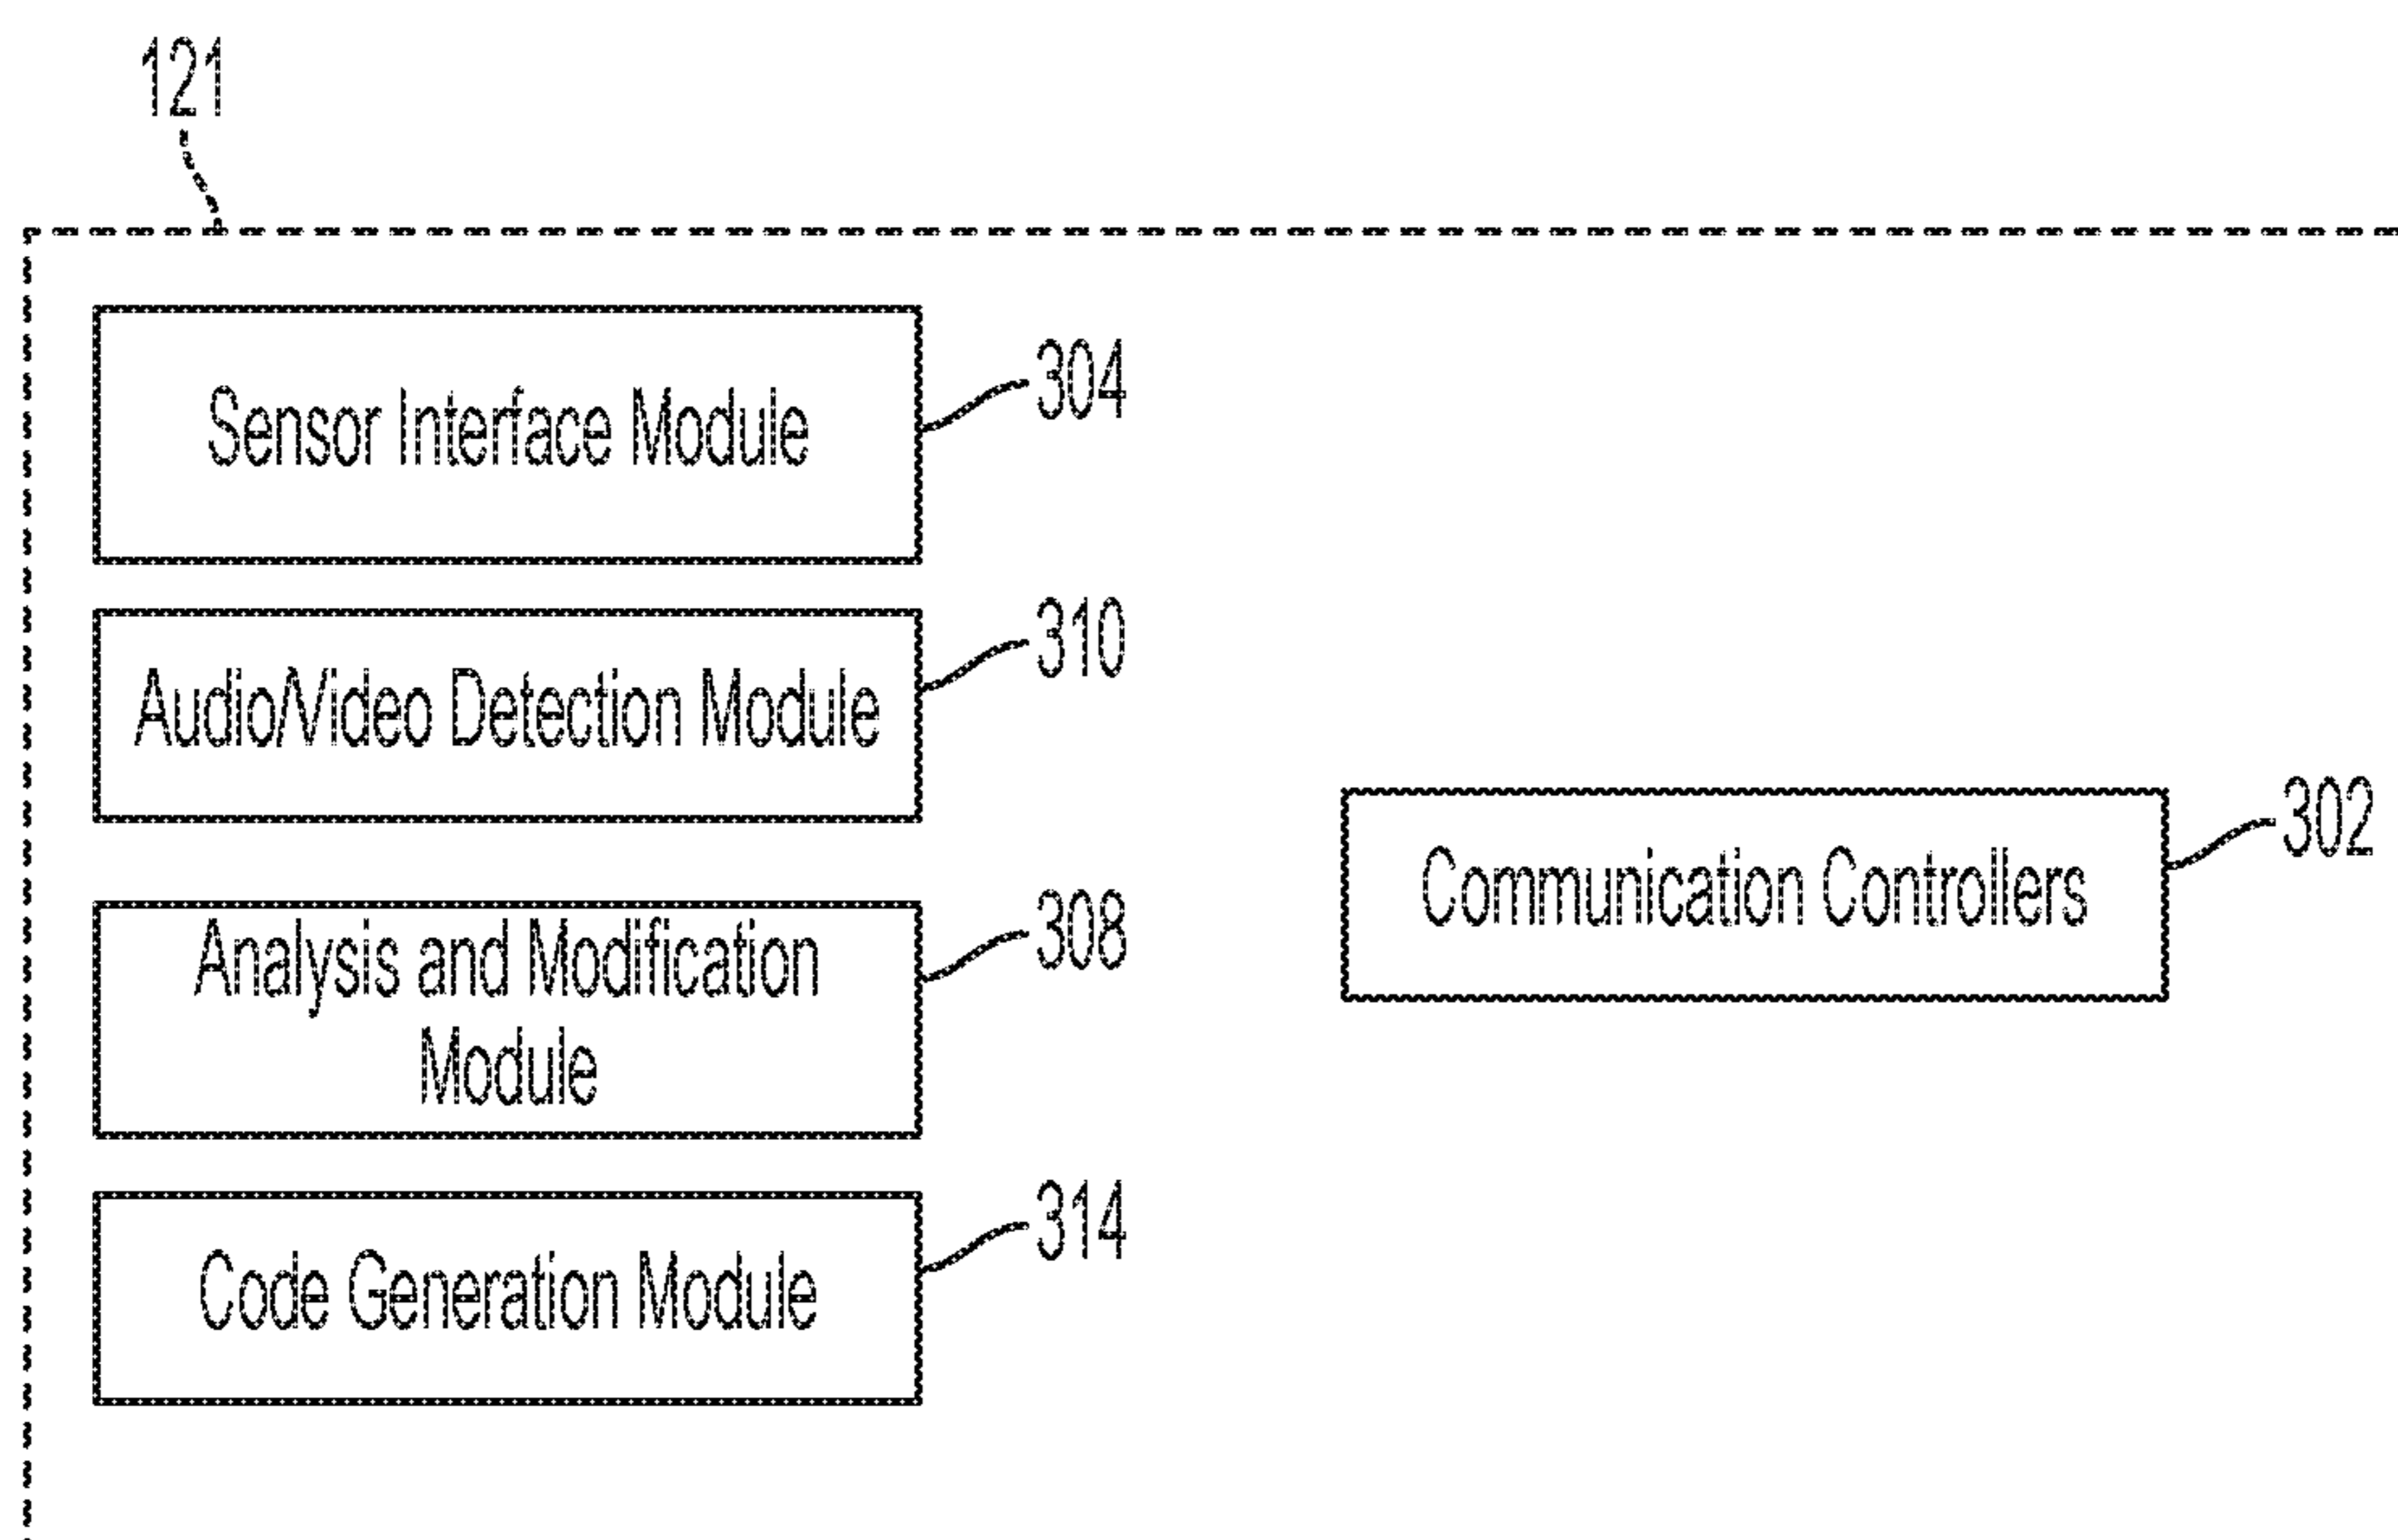 121
Sensor Interface Module
304
Audio/Video Detection Module
310
Analysis and Modification
Module
308
Code Generation Module
314
Communication Controllers
302